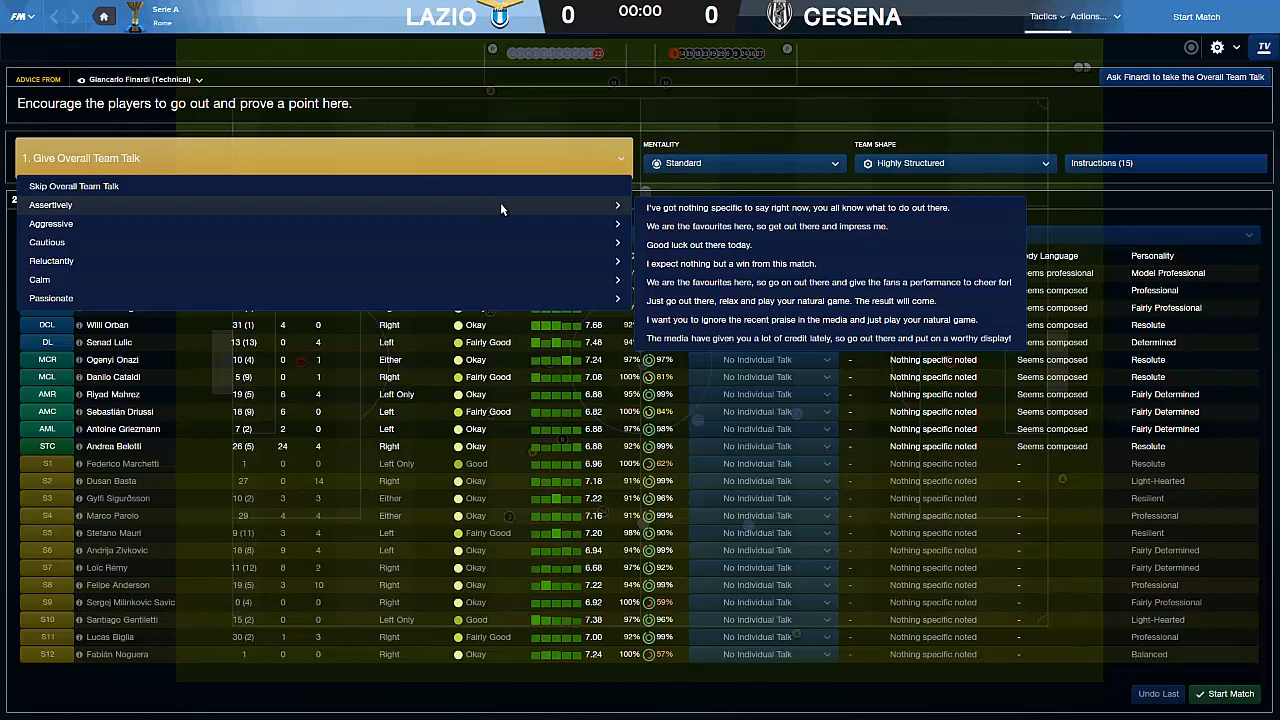 FM
Serie A
Rome
LAZIO 0 00:00 0 CESENA
Tactics Actions... Start Match
TV
ADVICE FROM Giancarlo Finardi (Technical)
Ask Finardi to take the Overall Team Talk
Encourage the players to go out and prove a point here.
1. Give Overall Team Talk
MENTALITY
Standard
TEAM SHAPE
Highly Structured
Instructions (15)
Skip Overall Team Talk
Assertively
Aggressive
Cautious
Reluctantly
Calm
Passionate
I've got nothing specific to say right now, you all know what to do out there.
We are the favourites here, so get out there and impress me.
Good luck out there today.
I expect nothing but a win from this match.
We are the favourites here, so go on out there and give the fans a performance to cheer for!
Just go out there, relax and play your natural game. The result will come.
I want you to ignore the recent praise in the media and just play your natural game.
The media have given you a lot of credit lately, so go out there and put on a worthy display!
Language Personality
Seems professional Model Professional
Seems composed Professional
Seems composed Fairly Professional
DCL Willi Orban 31 (1) 4 0 Right Okay 7.68 Seems composed Resolute
DL Senad Lulic 13 (13) 0 4 Left Fairly Good 7.48 Seems composed Determined
MCR Ogenyi Onazi 10 (4) 0 1 Either Okay 7.24 97% 97% No Individual Talk - Nothing specific noted Seems composed Resolute
MCL Danilo Cataldi 5 (9) 0 1 Right Fairly Good 7.08 100% 81% No Individual Talk - Nothing specific noted Seems composed Resolute
AMR Riyad Mahrez 19 (5) 6 4 Left Only Okay 6.88 95% 99% No Individual Talk - Nothing specific noted Seems composed Fairly Determined
AMC Sebastián Driussi 18 (9) 6 0 Left Fairly Good 6.82 100% 84% No Individual Talk - Nothing specific noted Seems composed Fairly Determined
AML Antoine Griezmann 7 (2) 2 0 Left Okay 6.88 97% 98% No Individual Talk - Nothing specific noted Seems composed Fairly Determined
STC Andrea Belotti 26 (5) 24 4 Right Okay 6.88 92% 99% No Individual Talk - Nothing specific noted Seems composed Resolute
S1 Federico Marchetti 1 0 0 Left Only Good 6.96 100% 62% No Individual Talk - Nothing specific noted - Resolute
S2 Dusan Basta 27 0 14 Right Okay 7.18 91% 96% No Individual Talk - Nothing specific noted - Light-Hearted
S3 Gylfi Sigurðsson 10 (2) 3 3 Either Okay 7.22 91% 96% No Individual Talk - Nothing specific noted - Resilient
S4 Marco Parolo 29 4 4 Either Okay 7.16 91% 99% No Individual Talk - Nothing specific noted - Professional
S5 Stefano Mauri 9 (11) 3 4 Left Fairly Good 7.20 98% 90% No Individual Talk - Nothing specific noted - Resilient
S6 Andrija Zivkovic 18 (8) 9 4 Left Okay 6.94 94% 99% No Individual Talk - Nothing specific noted - Fairly Determined
S7 Loïc Rémy 11 (12) 8 2 Right Okay 6.68 97% 92% No Individual Talk - Nothing specific noted - Fairly Determined
S8 Felipe Anderson 19 (5) 3 10 Right Okay 7.22 94% 99% No Individual Talk - Nothing specific noted - Professional
S9 Sergej Milinkovic Savic 0 (4) 0 0 Right Okay 6.92 100% 59% No Individual Talk - Nothing specific noted - Fairly Professional
S10 Santiago Gentiletti 15 (2) 0 0 Left Only Good 7.38 97% 96% No Individual Talk - Nothing specific noted - Light-Hearted
S11 Lucas Biglia 30 (2) 1 3 Right Fairly Good 7.00 92% 99% No Individual Talk - Nothing specific noted - Professional
S12 Fabián Noguera 1 0 0 Right Okay 7.24 100% 57% No Individual Talk - Nothing specific noted - Balanced
Undo Last Start Match